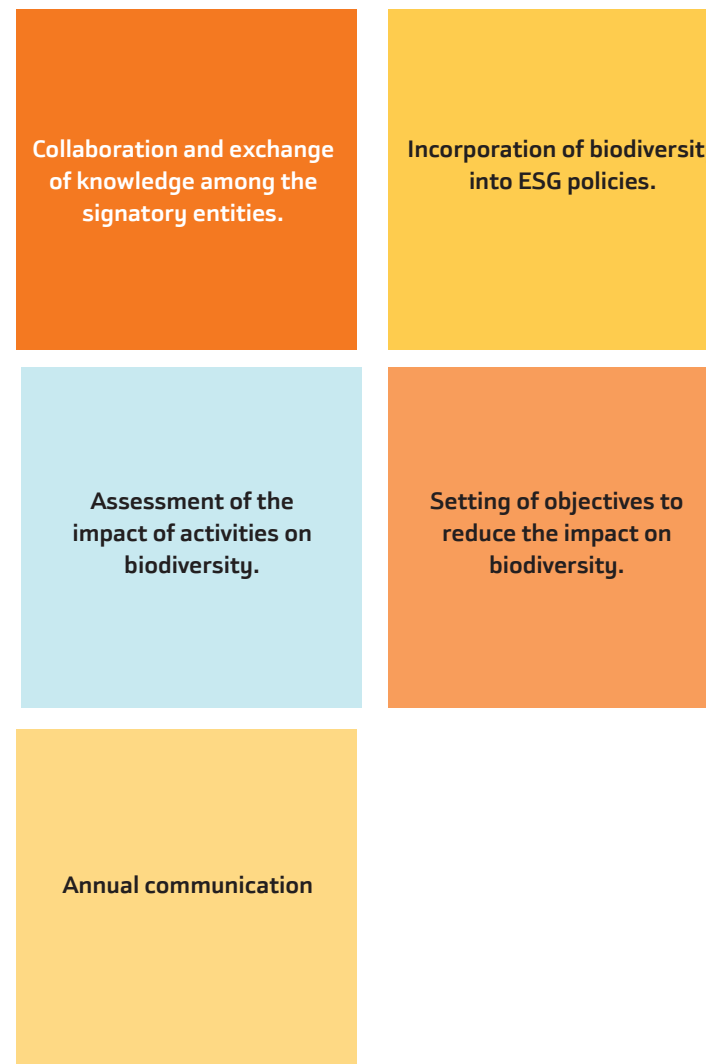 Collaboration and exchange
of knowledge among the
signatory entities.
Incorporation of biodiversit
into ESG policies.
Assessment of the
impact of activities on
biodiversity.
Setting of objectives to
reduce the impact on
biodiversity.
Annual communication